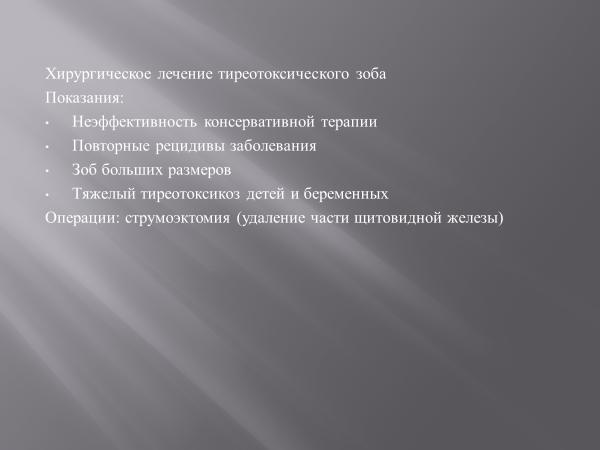 Хирургическое лечение тиреотоксического зоба
Показания:
• Неэффективность консервативной терапии
• Повторные рецидивы заболевания
• Зоб больших размеров
• Тяжелый тиреотоксикоз детей и беременных
Операции: струмоэктомия (удаление части щитовидной железы)